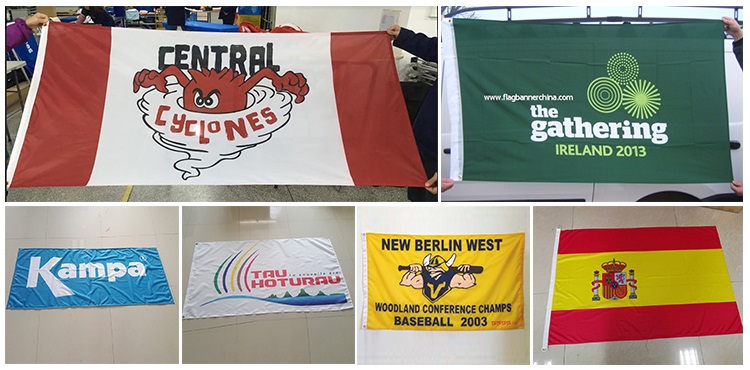 CENTRAL
CYCLONES
www.flagbannerchina.com
the
gathering
IRELAND 2013
Kampa
TAU
HOTURAU
NEW BERLIN WEST
WOODLAND CONFERENCE CHAMPS
BASEBALL 2003